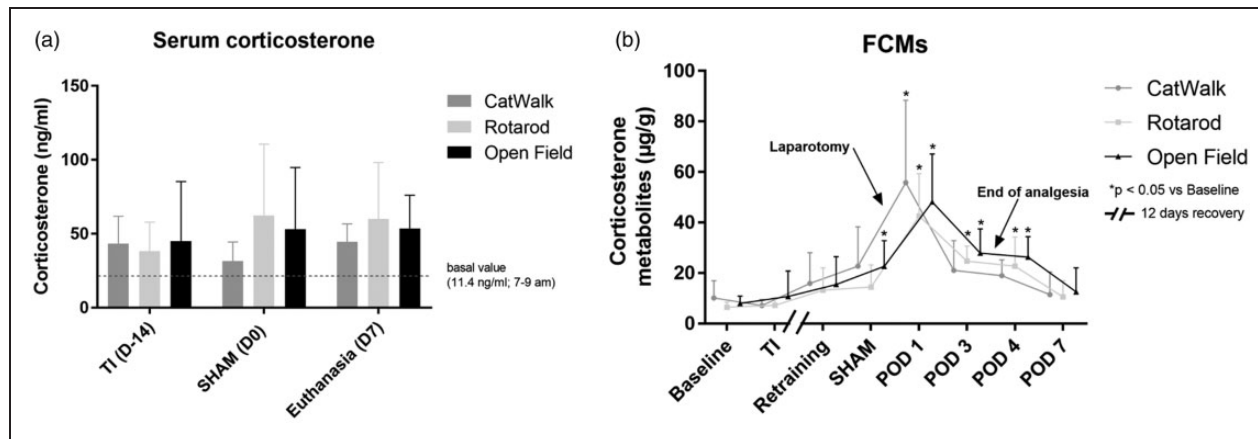 (a)
Serum corticosterone
Corticosterone (ng/ml)
150
100
50
0
CatWalk
Rotarod
Open Field
basal value
(11.4 ng/ml; 7-9 am)
TI (D-14)
SHAM (D0)
Euthanasia (D7)
(b)
FCMs
Corticosterone
metabolites (µg/g)
100
80
60
40
20
0
Laparotomy
End of analgesia
* * *
* *
* *
*
CatWalk
Rotarod
Open Field
*p < 0.05 vs Baseline
12 days recovery
Baseline
TI
Retraining
SHAM
POD 1
POD 3
POD 4
POD 7